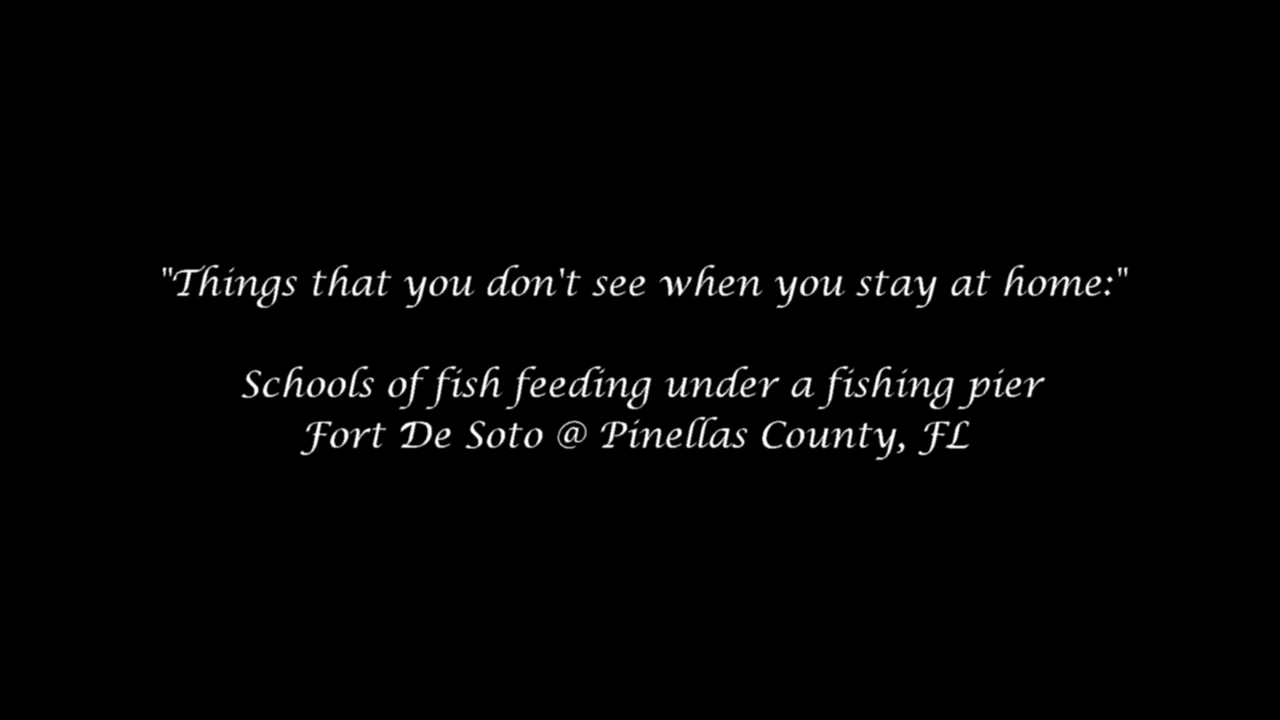 "Things that you don't see when you stay at home:"
Schools of fish feeding under a fishing pier
Fort De Soto @ Pinellas County, FL